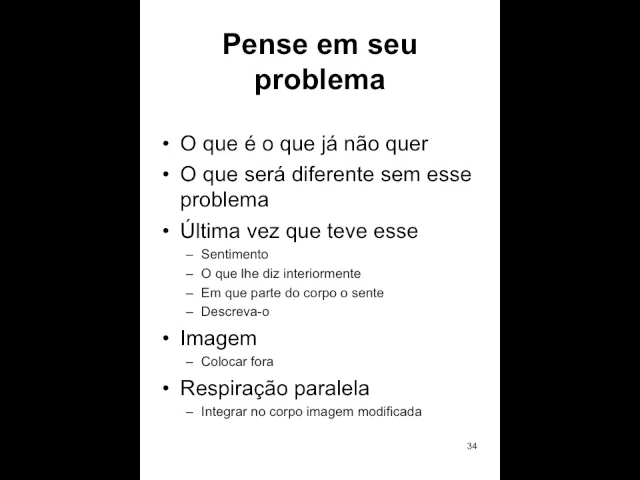 Pense em seu
problema
• O que é o que já não quer
• O que será diferente sem esse
problema
• Última vez que teve esse
– Sentimento
– O que lhe diz interiormente
– Em que parte do corpo o sente
– Descreva-o
• Imagem
– Colocar fora
• Respiração paralela
– Integrar no corpo imagem modificada
34